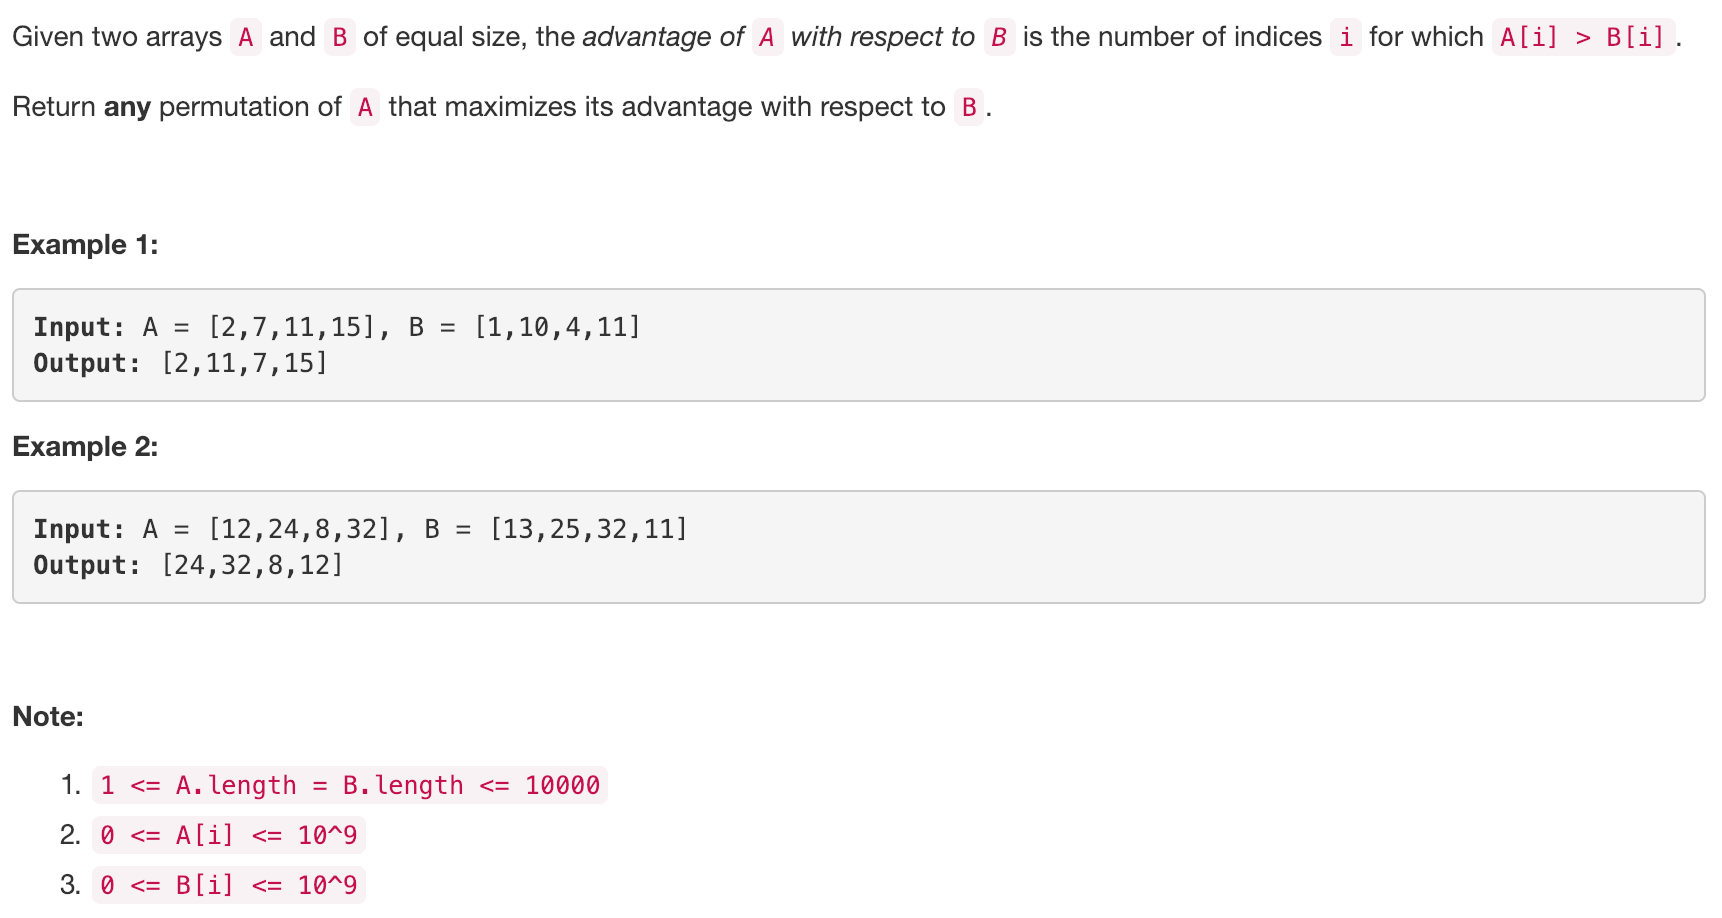 Given two arrays A and B of equal size, the advantage of A with respect to B is the number of indices i for which A[i] > B[i].
Return any permutation of A that maximizes its advantage with respect to B.
Example 1:
Input: A = [2,7,11,15], B = [1,10,4,11]
Output: [2,11,7,15]
Example 2:
Input: A = [12,24,8,32], B = [13,25,32,11]
Output: [24,32,8,12]
Note:
1. 1 <= A.length = B.length <= 10000
2. 0 <= A[i] <= 10^9
3. 0 <= B[i] <= 10^9